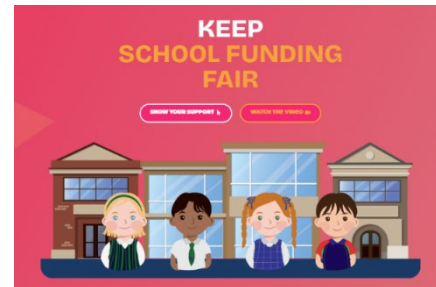 KEEP
SCHOOL FUNDING
FAIR
SHOW YOUR SUPPORT
WATCH THE VIDEO